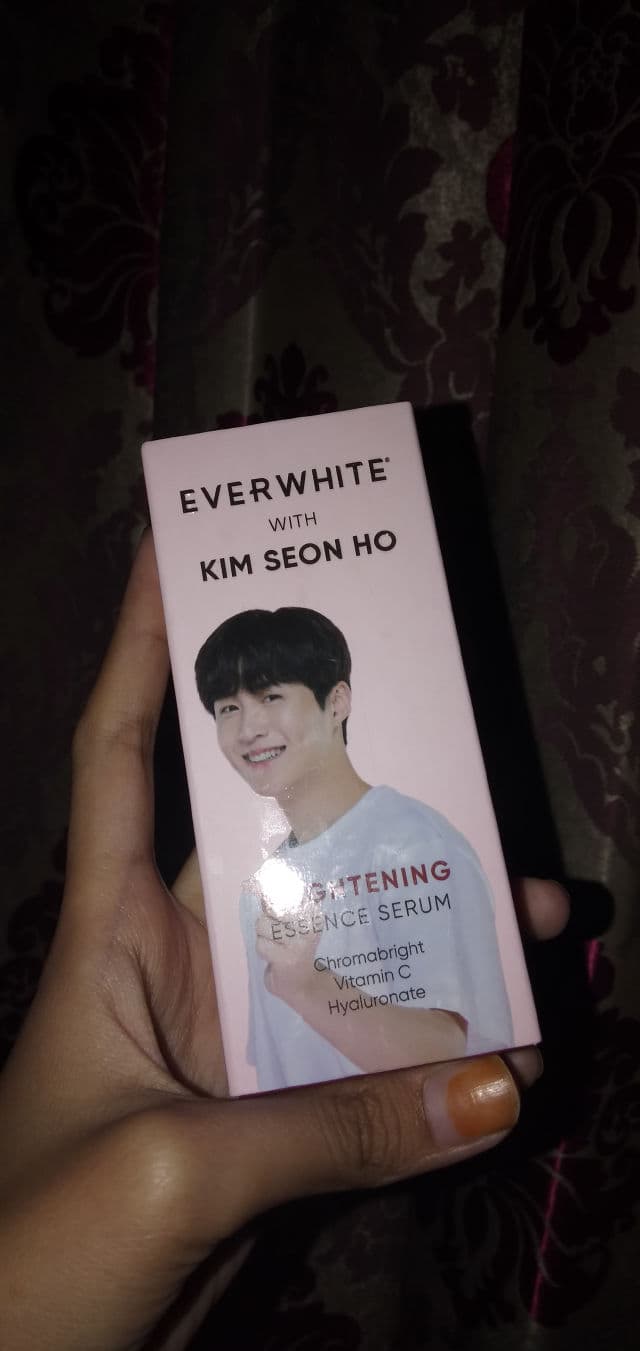 EVERWHITE®
WITH
KIM SEON HO
ESSENCE SERUM
Chromabright
Vitamin C
Hyaluronate